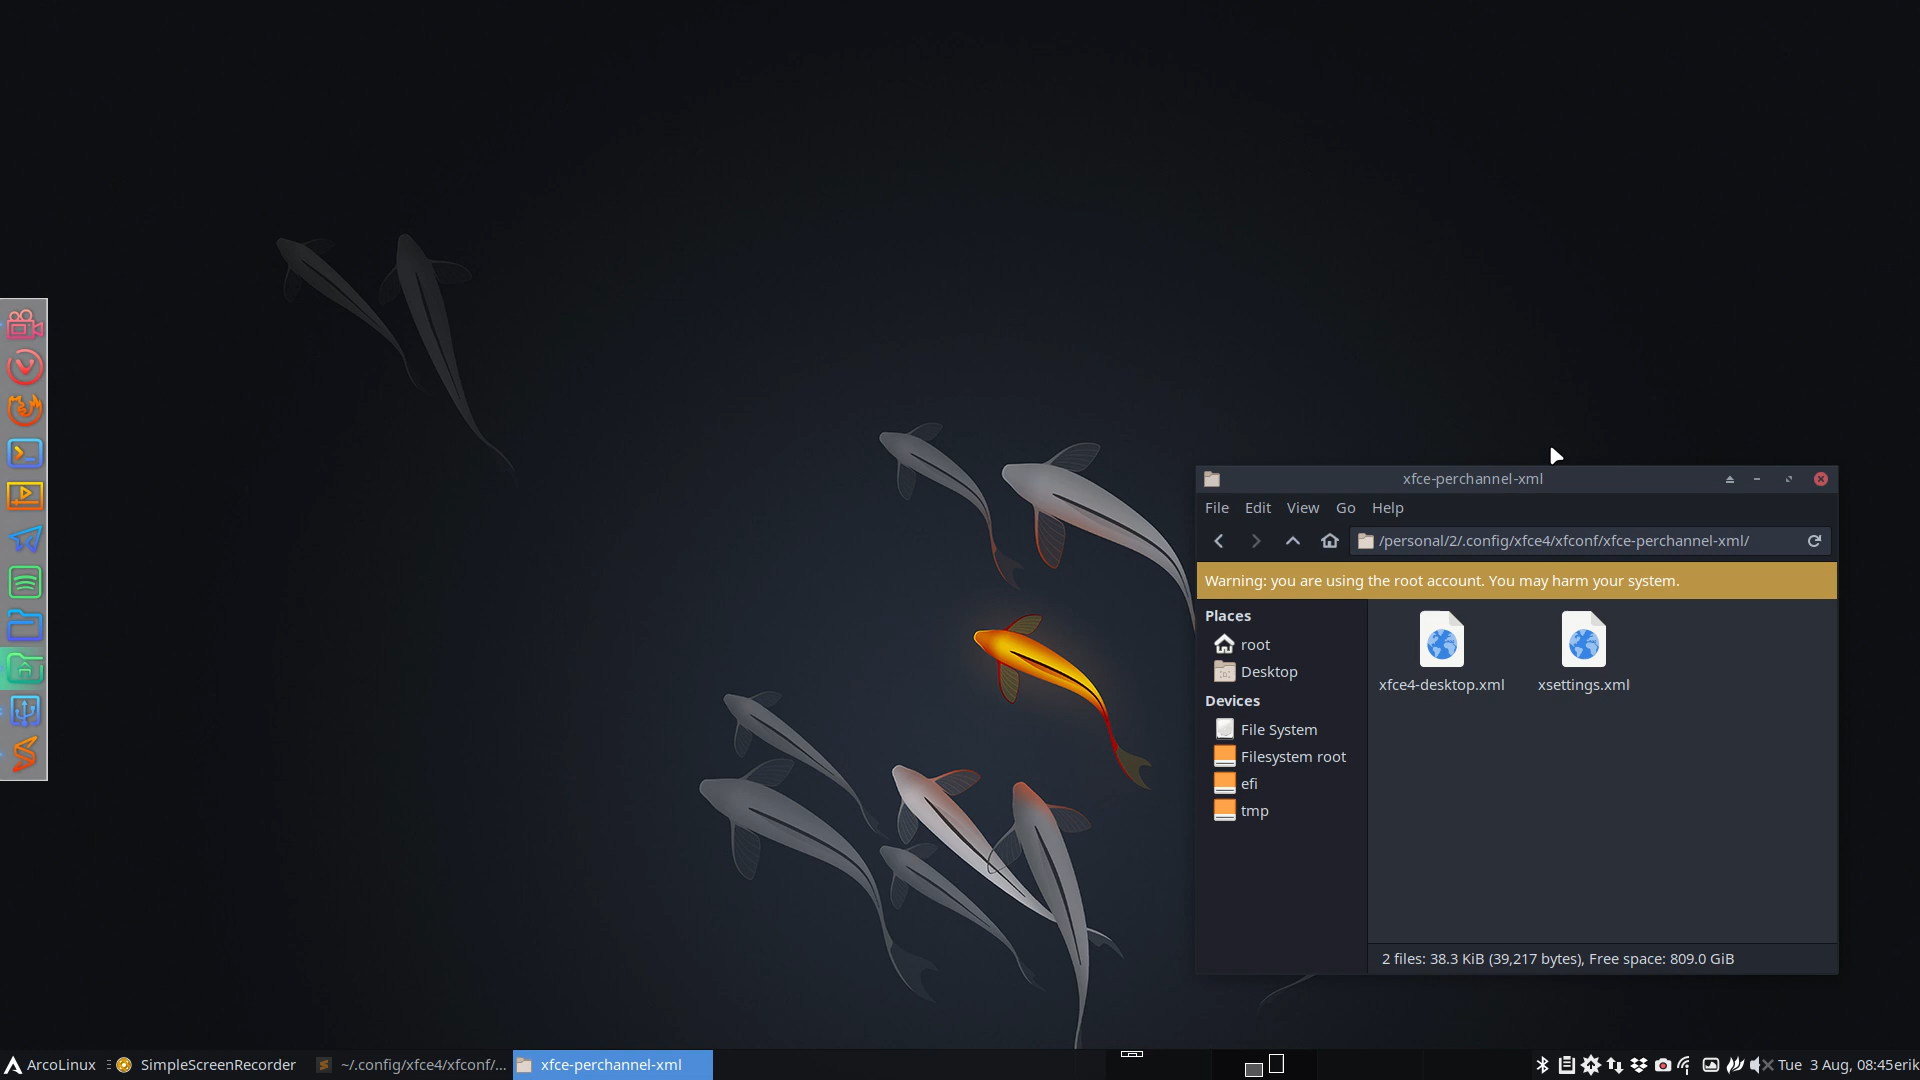 xfce-perchannel-xml
File Edit View Go Help
/personal/2/.config/xfce4/xfconf/xfce-perchannel-xml/
Warning: you are using the root account. You may harm your system.
Places
root
Desktop
Devices
File System
Filesystem root
efi
tmp
xfce4-desktop.xml
xsettings.xml
2 files: 38.3 KiB (39,217 bytes), Free space: 809.0 GiB
ArcoLinux
SimpleScreenRecorder
~/.config/xfce4/xfconf/...
xfce-perchannel-xml
Tue 3 Aug, 08:45
erik